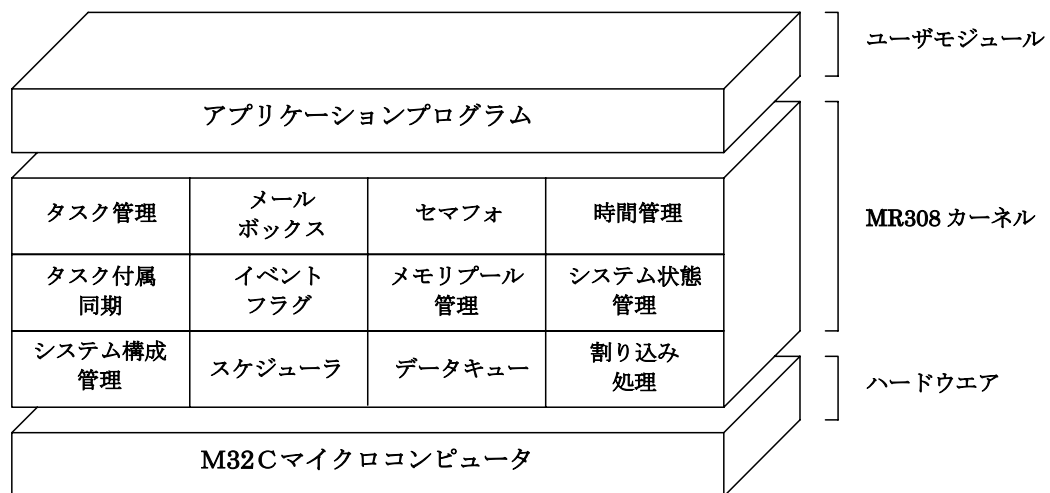 ユーザモジュール
アプリケーションプログラム
タスク管理
メール
ボックス
セマフォ
時間管理
MR308 カーネル
タスク付属
同期
イベント
フラグ
メモリプール
管理
システム状態
管理
システム構成
管理
スケジューラ
データキュー
割り込み
処理
ハードウエア
M32Cマイクロコンピュータ